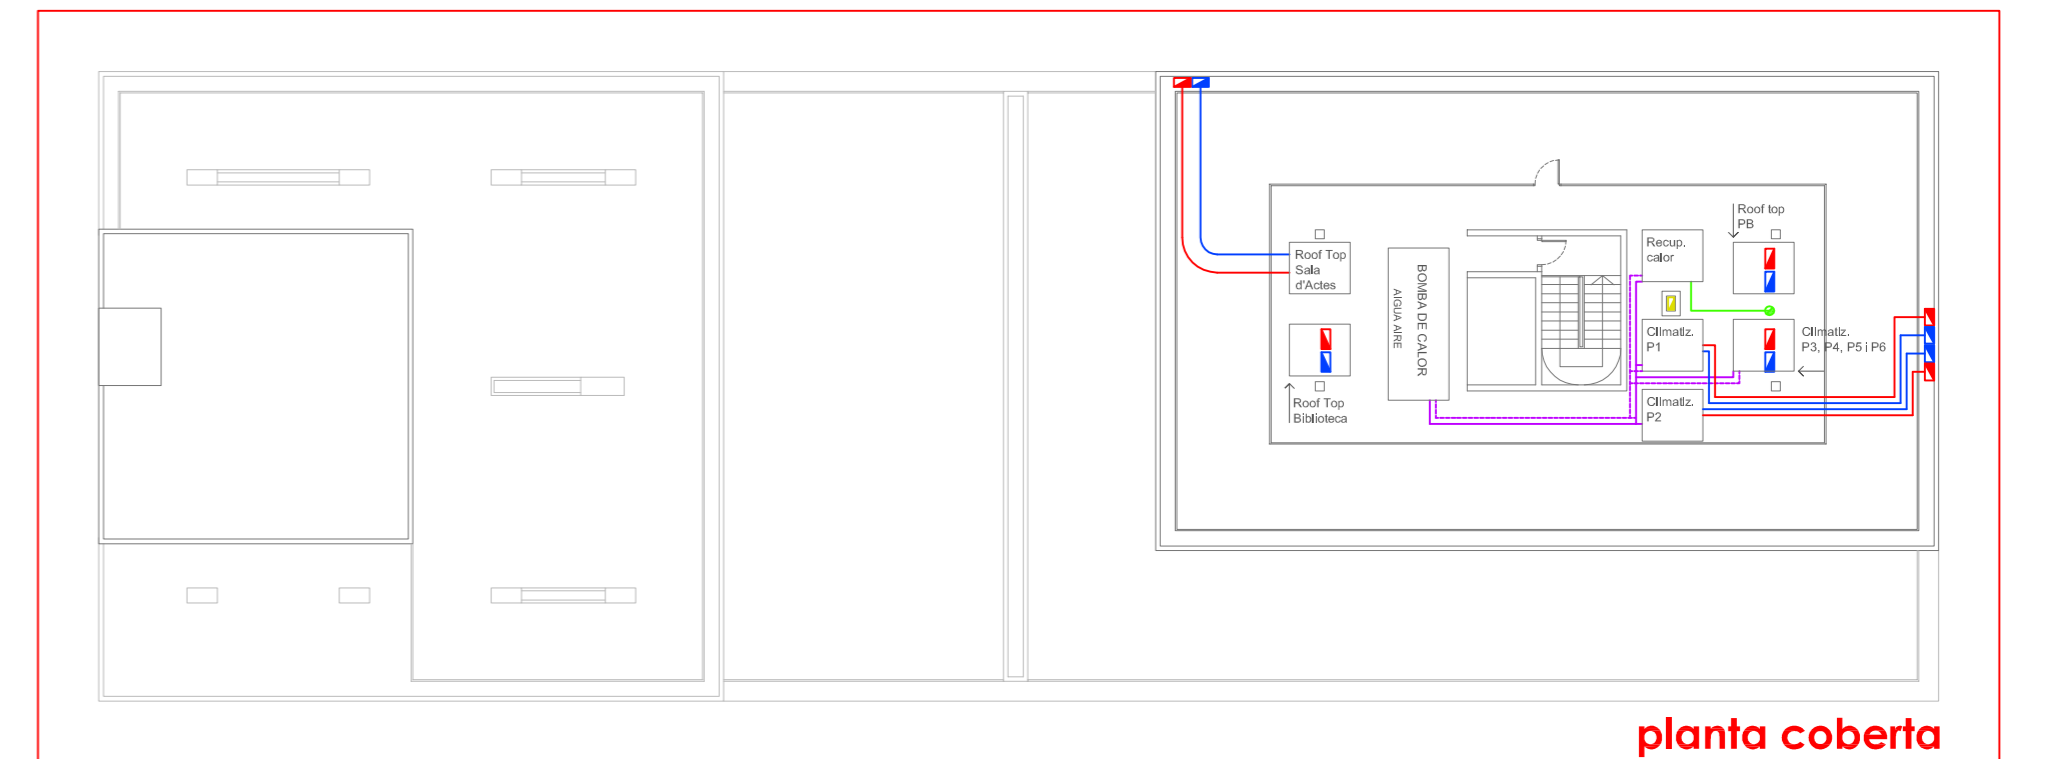 Roof top
PB
Recup.
calor
Roof Top
Sala
d'Actes
BOMBA DE CALOR
AIGUA AIRE
Climatiz.
P1
Climatiz.
P3, P4, P5 i P6
Roof Top
Biblioteca
Climatiz.
P2
planta coberta